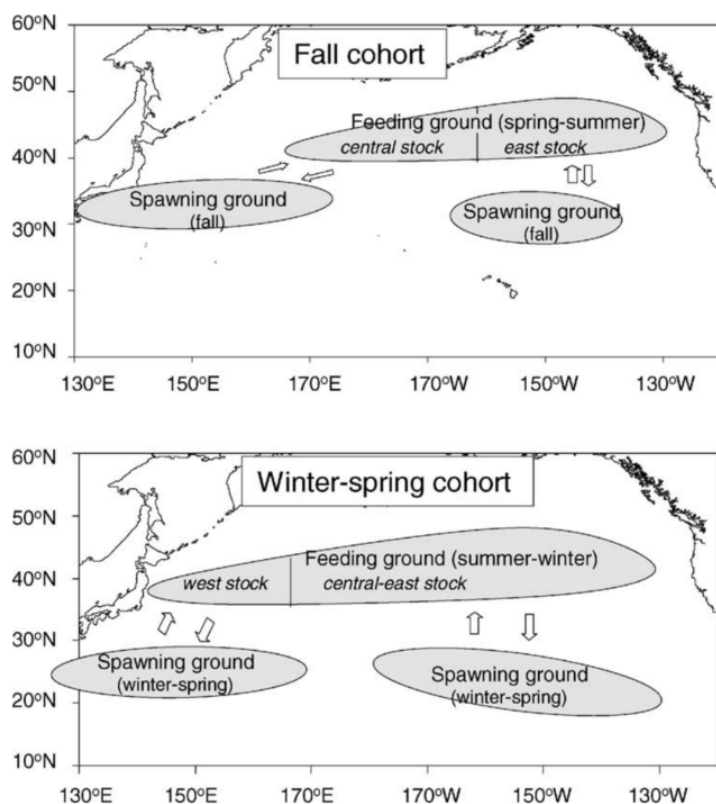 60ºN
Fall cohort
50ºN
Feeding ground (spring-summer)
central stock east stock
40ºN
Spawning ground
(fall)
Spawning ground
(fall)
30ºN
20ºN
10ºN
130ºE 150ºE 170ºE 170ºW 150ºW 130ºW
60ºN
Winter-spring cohort
50ºN
Feeding ground (summer-winter)
west stock central-east stock
40ºN
30ºN
Spawning ground
(winter-spring)
Spawning ground
(winter-spring)
20ºN
10ºN
130ºE 150ºE 170ºE 170ºW 150ºW 130ºW